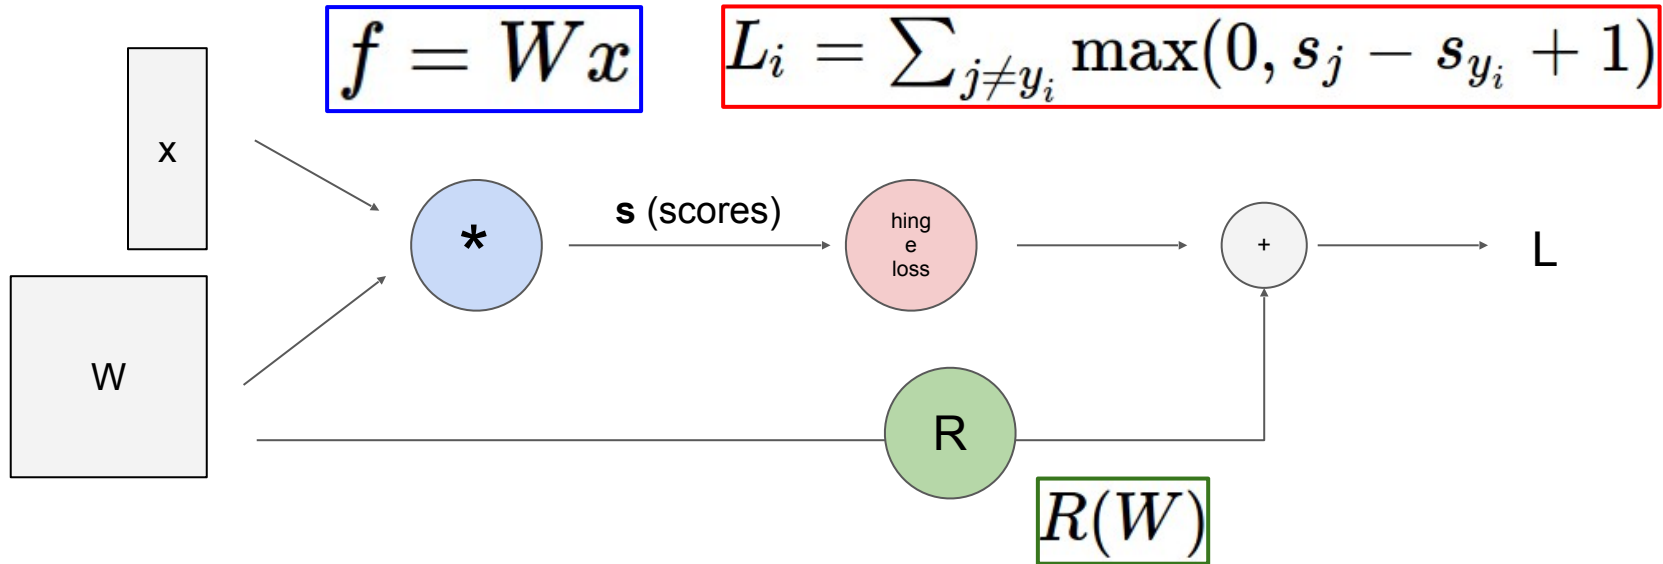 f = Wx
L_i = ∑_{j≠y_i} max(0, s_j − s_{y_i} + 1)
x
*
s (scores)
hing
e
loss
+
L
W
R
R(W)